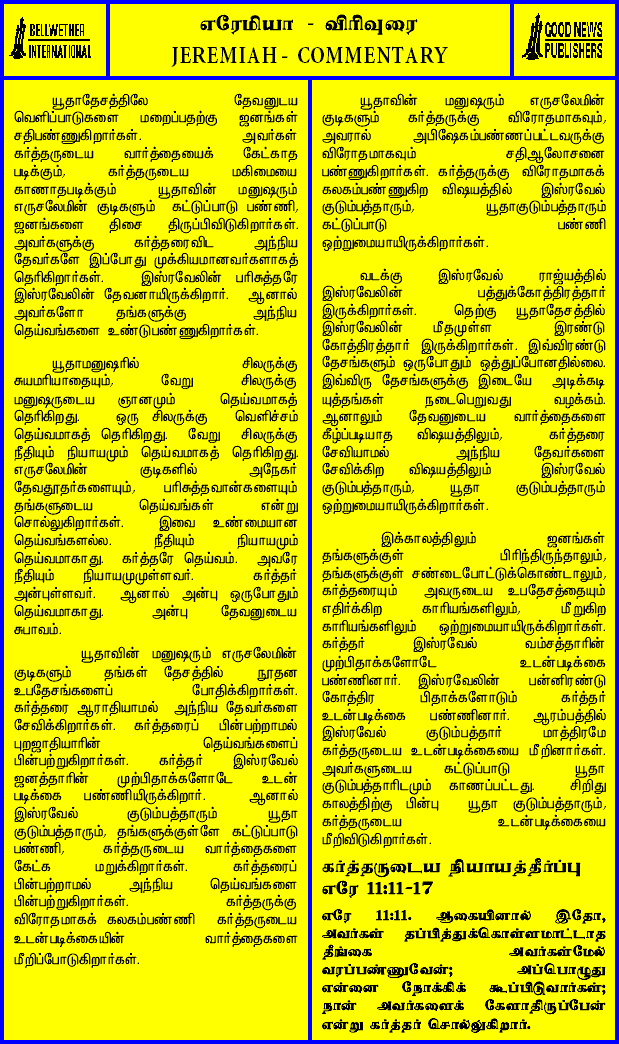 BELLWETHER
INTERNATIONAL
எரேமியா - விரிவுரை
JEREMIAH - COMMENTARY
GOOD NEWS
PUBLISHERS
யூதாதேசத்திலே தேவனுடைய
வெளிப்பாடுகளை மறைப்பதற்கு ஜனங்கள்
சதிபண்ணுகிறார்கள். அவர்கள்
கர்த்தருடைய வார்த்தையைக் கேட்காத
படிக்கும், கர்த்தருடைய மகிமையை
காணாதபடிக்கும் யூதாவின் மனுஷரும்
எருசலேமின் குடிகளும் கட்டுப்பாடு பண்ணி,
ஜனங்களை திசை திருப்பிவிடுகிறார்கள்.
அவர்களுக்கு கர்த்தரைவிட அந்நிய
தேவர்களே இப்போது முக்கியமானவர்களாகத்
தெரிகிறார்கள். இஸ்ரவேலின் பரிசுத்தரே
இஸ்ரவேலின் தேவனாயிருக்கிறார். ஆனால்
அவர்களோ தங்களுக்கு அந்நிய
தெய்வங்களை உண்டுபண்ணுகிறார்கள்.
யூதாமனுஷரில் சிலருக்கு
சுயமரியாதையும், வேறு சிலருக்கு
மனுஷருடைய ஞானமும் தெய்வமாகத்
தெரிகிறது. ஒரு சிலருக்கு வெளிச்சம்
தெய்வமாகத் தெரிகிறது. வேறு சிலருக்கு
நீதியும் நியாயமும் தெய்வமாகத் தெரிகிறது.
எருசலேமின் குடிகளில் அநேகர்
தேவதூதர்களையும், பரிசுத்தவான்களையும்
தங்களுடைய தெய்வங்கள் என்று
சொல்லுகிறார்கள். இவை உண்மையான
தெய்வங்களல்ல. நீதியும் நியாயமும்
தெய்வமாகாது. கர்த்தரே தெய்வம். அவரே
நீதியும் நியாயமுமுள்ளவர். கர்த்தர்
அன்புள்ளவர். ஆனால் அன்பு ஒருபோதும்
தெய்வமாகாது. அன்பு தேவனுடைய
சுபாவம்.
யூதாவின் மனுஷரும் எருசலேமின்
குடிகளும் தங்கள் தேசத்தில் நூதன
உபதேசங்களைப் போதிக்கிறார்கள்.
கர்த்தரை ஆராதியாமல் அந்நிய தேவர்களை
சேவிக்கிறார்கள். கர்த்தரைப் பின்பற்றாமல்
புறஜாதியாரின் தெய்வங்களைப்
பின்பற்றுகிறார்கள். கர்த்தர் இஸ்ரவேல்
ஜனத்தாரின் முற்பிதாக்களோடே உடன்
படிக்கை பண்ணியிருக்கிறார். ஆனால்
இஸ்ரவேல் குடும்பத்தாரும் யூதா
குடும்பத்தாரும், தங்களுக்குள்ளே கட்டுப்பாடு
பண்ணி, கர்த்தருடைய வார்த்தைகளை
கேட்க மறுக்கிறார்கள். கர்த்தரைப்
பின்பற்றாமல் அந்நிய தெய்வங்களை
பின்பற்றுகிறார்கள். கர்த்தருக்கு
விரோதமாகக் கலகம்பண்ணி கர்த்தருடைய
உடன்படிக்கையின் வார்த்தைகளை
மீறிப்போடுகிறார்கள்.
யூதாவின் மனுஷரும் எருசலேமின்
குடிகளும் கர்த்தருக்கு விரோதமாகவும்,
அவரால் அபிஷேகம்பண்ணப்பட்டவருக்கு
விரோதமாகவும் சதிஆலோசனை
பண்ணுகிறார்கள். கர்த்தருக்கு விரோதமாகக்
கலகம்பண்ணுகிற விஷயத்தில் இஸ்ரவேல்
குடும்பத்தாரும், யூதாகுடும்பத்தாரும்
கட்டுப்பாடு பண்ணி
ஒற்றுமையாயிருக்கிறார்கள்.
வடக்கு இஸ்ரவேல் ராஜ்யத்தில்
இஸ்ரவேலின் பத்துக்கோத்திரத்தார்
இருக்கிறார்கள். தெற்கு யூதாதேசத்தில்
இஸ்ரவேலின் மீதமுள்ள இரண்டு
கோத்திரத்தார் இருக்கிறார்கள். இவ்விரண்டு
தேசங்களும் ஒருபோதும் ஒத்துப்போனதில்லை.
இவ்விரு தேசங்களுக்கு இடையே அடிக்கடி
யுத்தங்கள் நடைபெறுவது வழக்கம்.
ஆனாலும் தேவனுடைய வார்த்தைகளை
கீழ்ப்படியாத விஷயத்திலும், கர்த்தரை
சேவியாமல் அந்நிய தேவர்களை
சேவிக்கிற விஷயத்திலும் இஸ்ரவேல்
குடும்பத்தாரும், யூதா குடும்பத்தாரும்
ஒற்றுமையாயிருக்கிறார்கள்.
இக்காலத்திலும் ஜனங்கள்
தங்களுக்குள் பிரிந்திருந்தாலும்,
தங்களுக்குள் சண்டைபோட்டுக்கொண்டாலும்,
கர்த்தரையும் அவருடைய உபதேசத்தையும்
எதிர்க்கிற காரியங்களிலும், மீறுகிற
காரியங்களிலும் ஒற்றுமையாயிருக்கிறார்கள்.
கர்த்தர் இஸ்ரவேல் வம்சத்தாரின்
முற்பிதாக்களோடே உடன்படிக்கை
பண்ணினார். இஸ்ரவேலின் பன்னிரண்டு
கோத்திர பிதாக்களோடும் கர்த்தர்
உடன்படிக்கை பண்ணினார். ஆரம்பத்தில்
இஸ்ரவேல் குடும்பத்தார் மாத்திரமே
கர்த்தருடைய உடன்படிக்கையை மீறினார்கள்.
அவர்களுடைய கட்டுப்பாடு யூதா
குடும்பத்தாரிடமும் காணப்பட்டது. சிறிது
காலத்திற்கு பின்பு யூதா குடும்பத்தாரும்,
கர்த்தருடைய உடன்படிக்கையை
மீறிவிடுகிறார்கள்.
கர்த்தருடைய நியாயத்தீர்ப்பு
எரே 11:11-17
எரே 11:11. ஆகையினால் இதோ,
அவர்கள் தப்பித்துக்கொள்ளமாட்டாத
தீங்கை அவர்கள்மேல்
வரப்பண்ணுவேன்; அப்பொழுது
என்னை நோக்கிக் கூப்பிடுவார்கள்;
நான் அவர்களைக் கேளாதிருப்பேன்
என்று கர்த்தர் சொல்லுகிறார்.